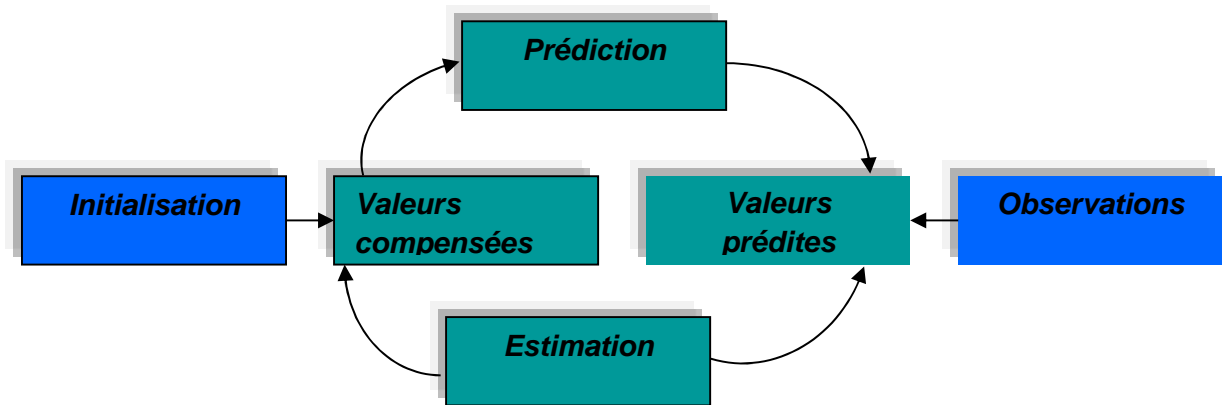 Prédiction
Initialisation
Valeurs
compensées
Valeurs
prédites
Observations
Estimation